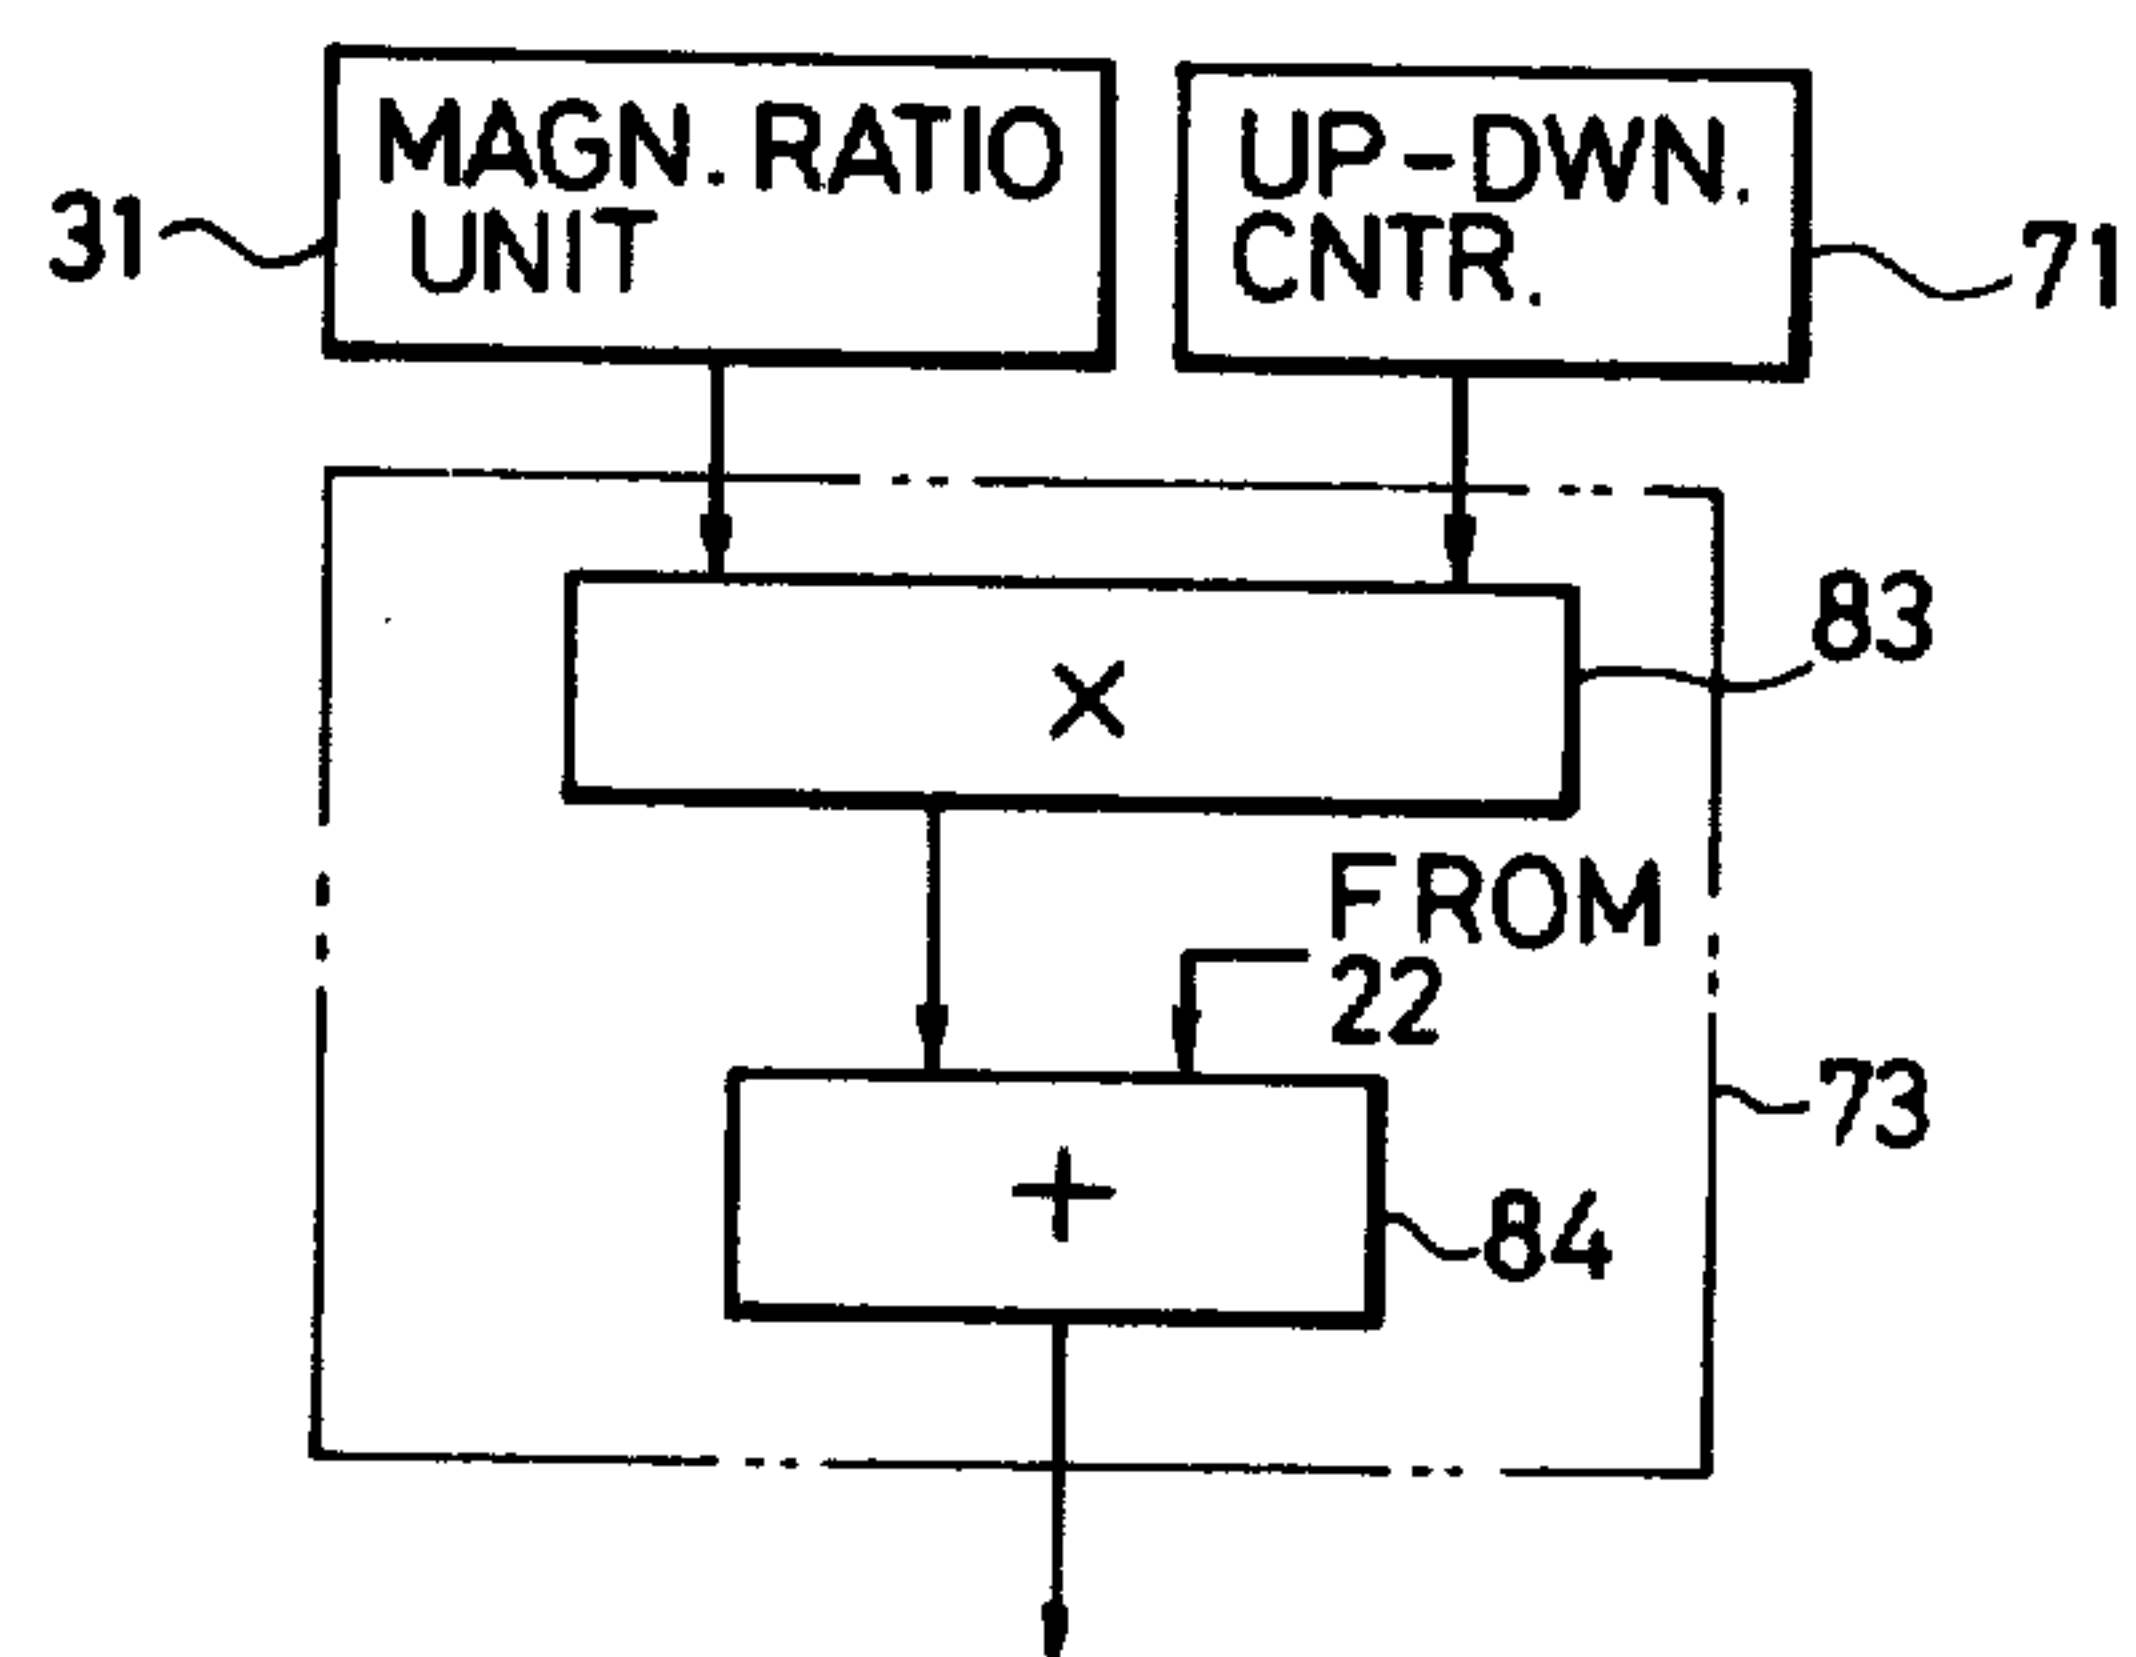 MAGN. RATIO
UNIT
UP-DWN.
CNTR.
31
71
×
83
FROM
22
73
+
84